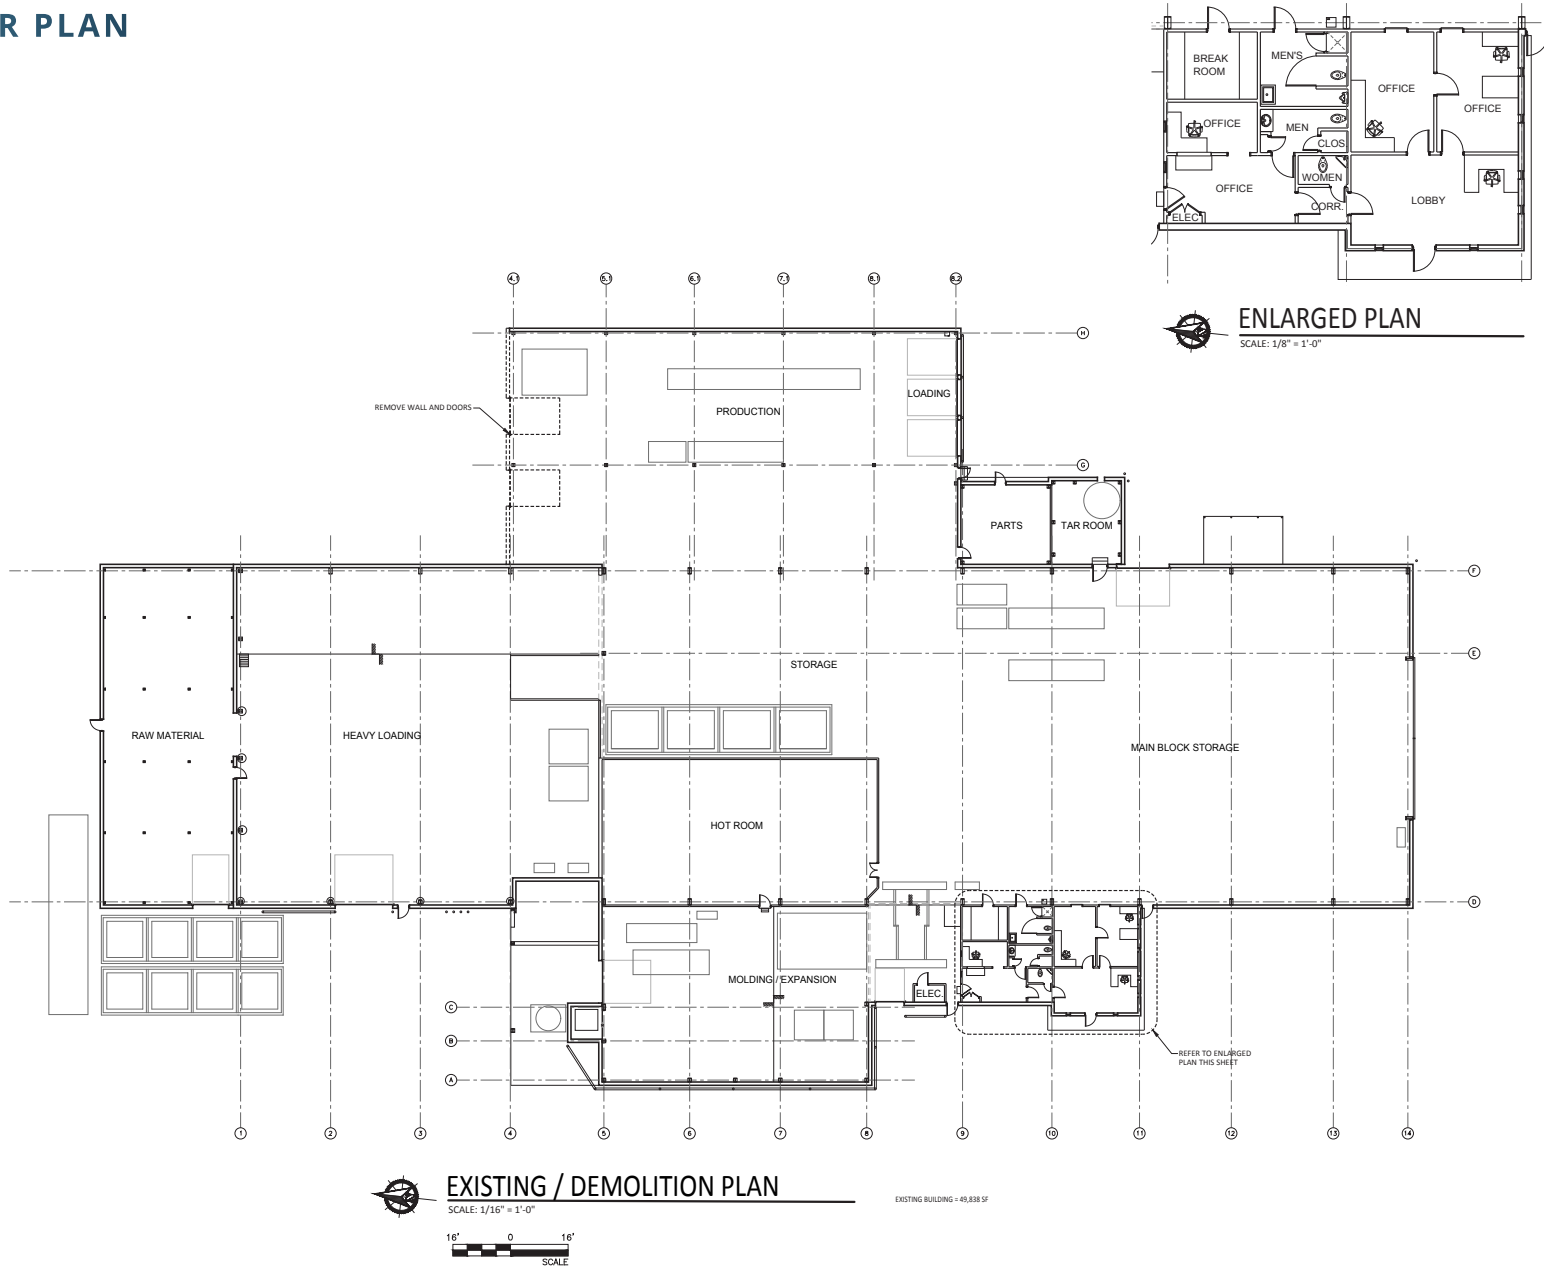 R PLAN
BREAK
ROOM
MEN'S
OFFICE
OFFICE
OFFICE
MEN
CLOS
WOMEN
OFFICE
CORR.
LOBBY
ELEC
ENLARGED PLAN
SCALE: 1/8" = 1'-0"
4.1
5.1
6.1
7.1
8.1
8.2
H
LOADING
REMOVE WALL AND DOORS
PRODUCTION
G
PARTS
TAR ROOM
F
E
STORAGE
RAW MATERIAL
HEAVY LOADING
MAIN BLOCK STORAGE
HOT ROOM
D
MOLDING / EXPANSION
ELEC.
C
B
A
REFER TO ENLARGED
PLAN THIS SHEET
1
2
3
4
5
6
7
8
9
10
11
12
13
14
EXISTING / DEMOLITION PLAN
SCALE: 1/16" = 1'-0"
EXISTING BUILDING = 49,838 SF
16' 0 16'
SCALE